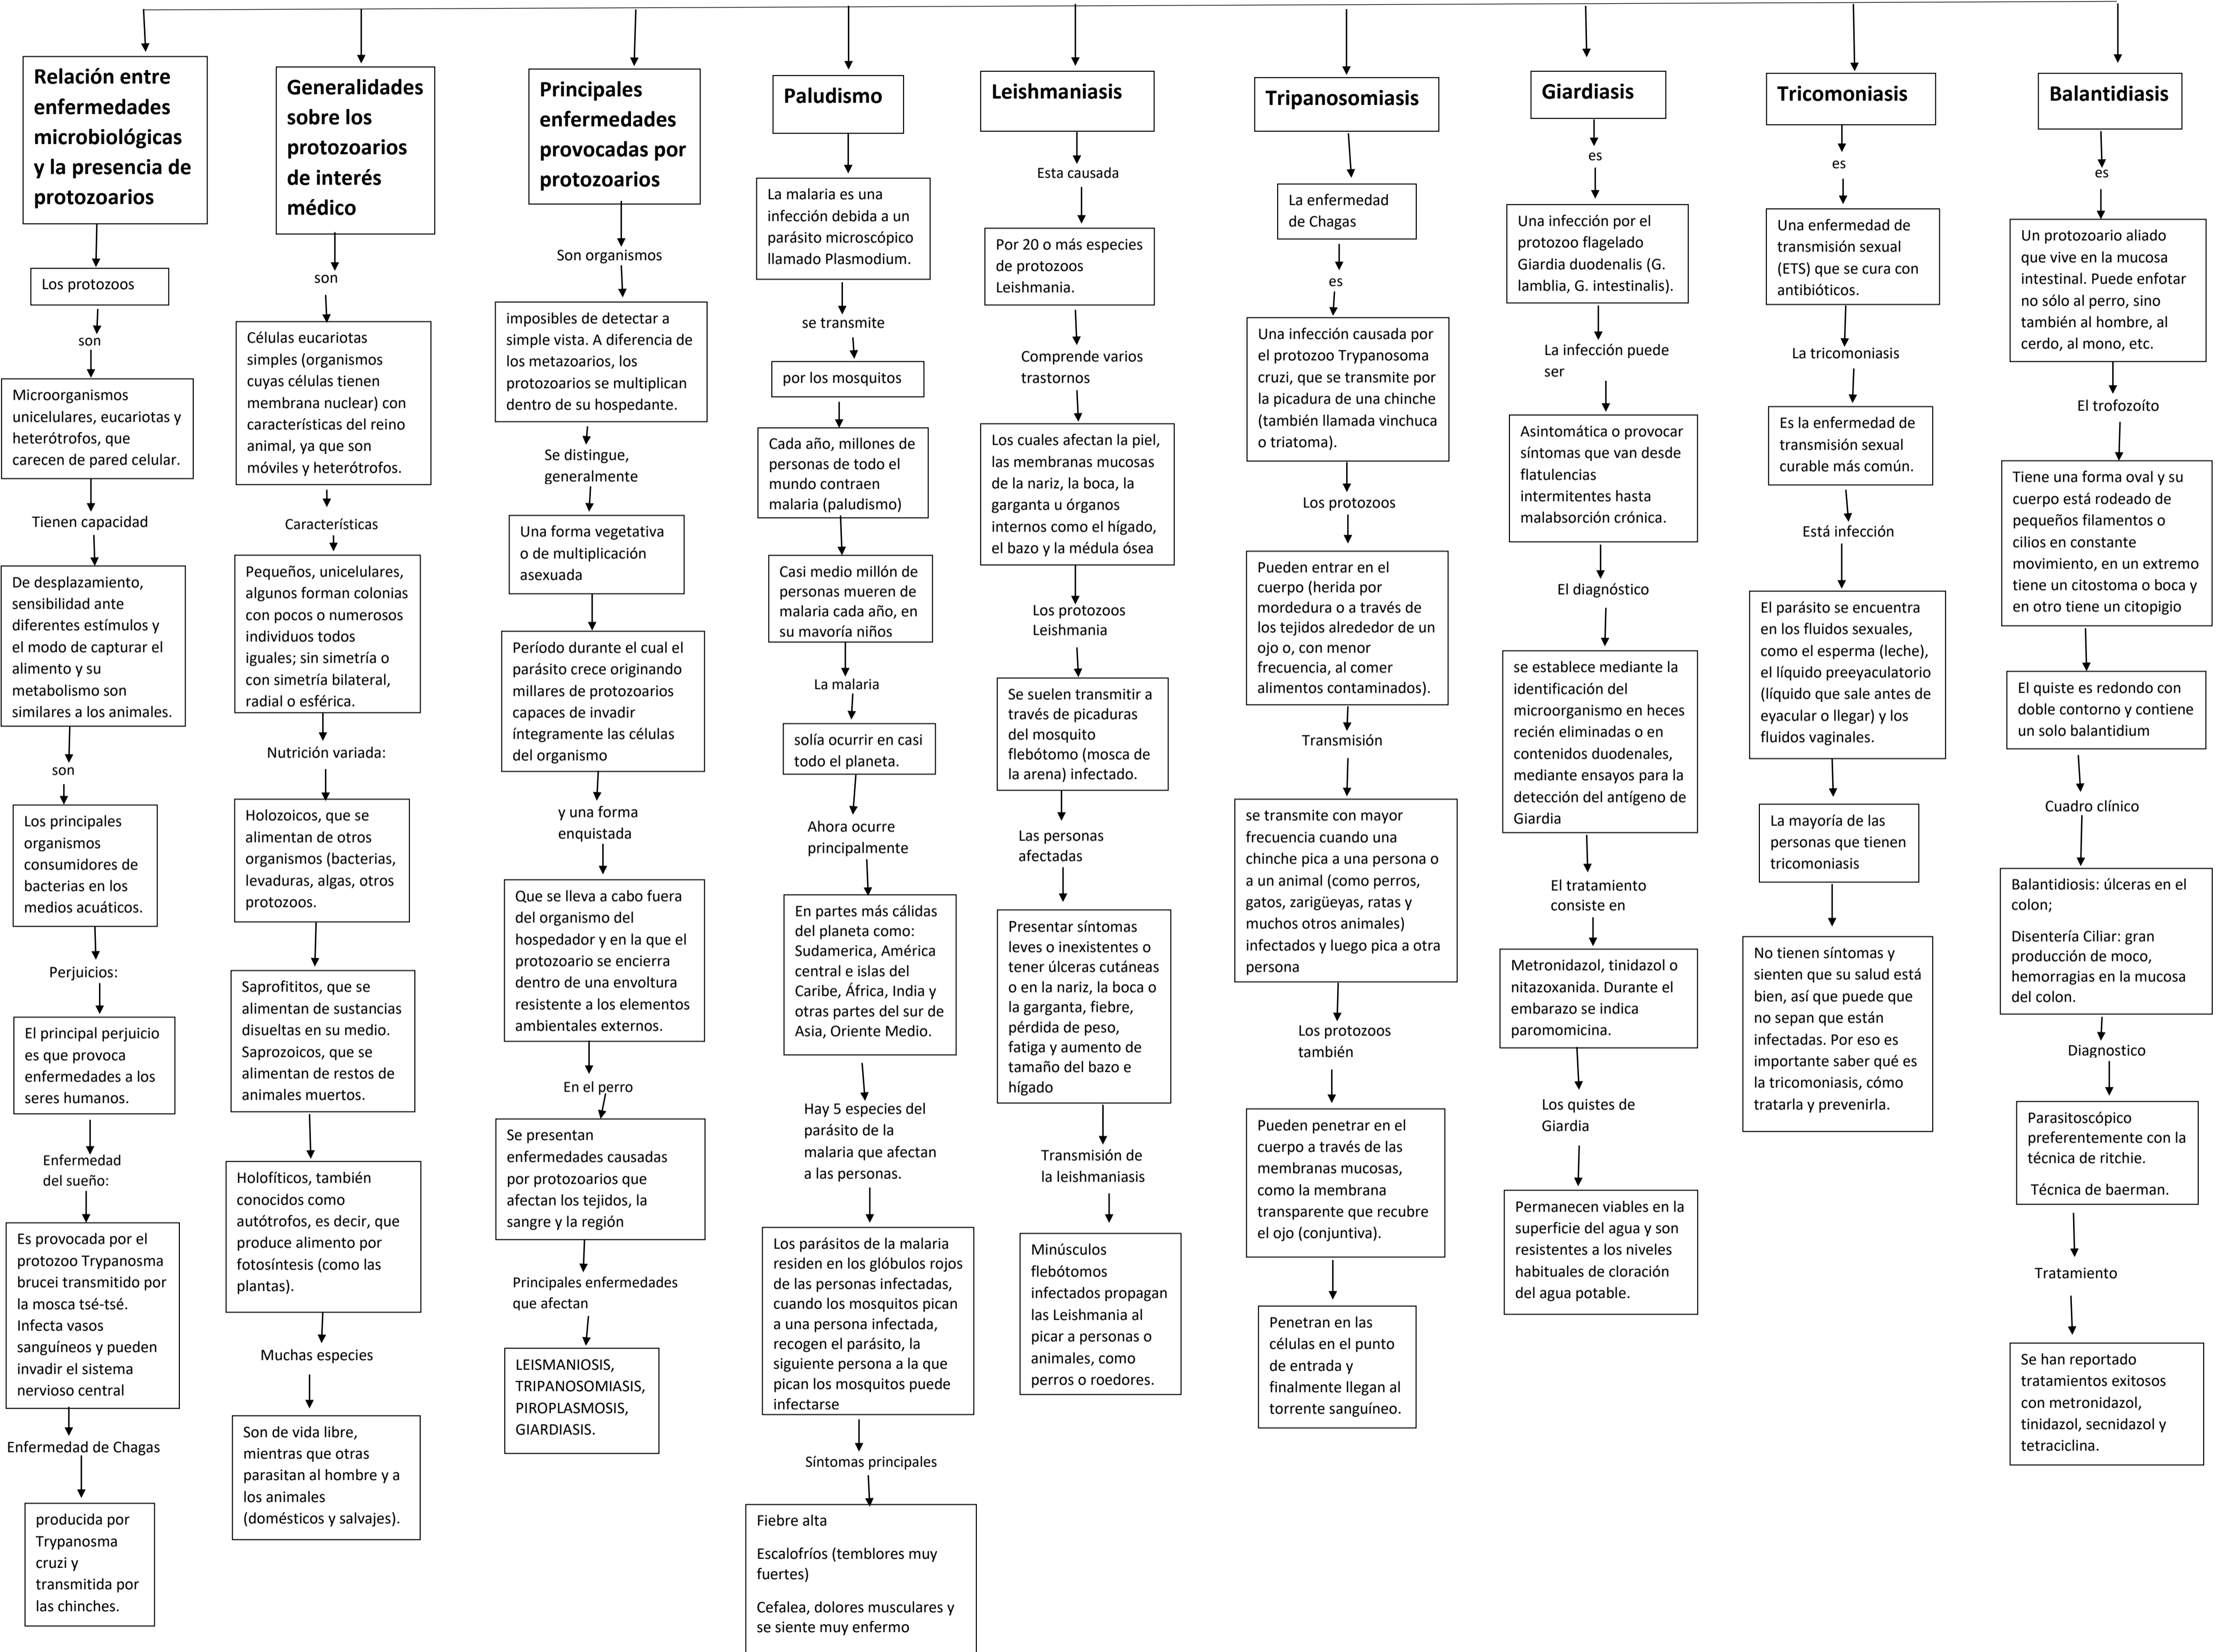 Relación entre
enfermedades
microbiológicas
y la presencia de
protozoarios
Los protozoos
son
Microorganismos
unicelulares, eucariotas y
heterótrofos, que
carecen de pared celular.
Tienen capacidad
De desplazamiento,
sensibilidad ante
diferentes estímulos y
el modo de capturar el
alimento y su
metabolismo son
similares a los animales.
son
Los principales
organismos
consumidores de
bacterias en los
medios acuáticos.
Perjuicios:
El principal perjuicio
es que provoca
enfermedades a los
seres humanos.
Enfermedad
del sueño:
Es provocada por el
protozoo Trypanosma
brucei transmitido por
la mosca tsé-tsé.
Infecta vasos
sanguíneos y pueden
invadir el sistema
nervioso central
Enfermedad de Chagas
producida por
Trypanosma
cruzi y
transmitida por
las chinches.
Generalidades
sobre los
protozoarios
de interés
médico
son
Células eucariotas
simples (organismos
cuyas células tienen
membrana nuclear) con
características del reino
animal, ya que son
móviles y heterótrofos.
Características
Pequeños, unicelulares,
algunos forman colonias
con pocos o numerosos
individuos todos
iguales; sin simetría o
con simetría bilateral,
radial o esférica.
Nutrición variada:
Holozoicos, que se
alimentan de otros
organismos (bacterias,
levaduras, algas, otros
protozoos.
Saprofititos, que se
alimentan de sustancias
disueltas en su medio.
Saprozoicos, que se
alimentan de restos de
animales muertos.
Holofíticos, también
conocidos como
autótrofos, es decir, que
produce alimento por
fotosíntesis (como las
plantas).
Muchas especies
Son de vida libre,
mientras que otras
parasitan al hombre y a
los animales
(domésticos y salvajes).
Principales
enfermedades
provocadas por
protozoarios
Son organismos
imposibles de detectar a
simple vista. A diferencia de
los metazoarios, los
protozoarios se multiplican
dentro de su hospedante.
Se distingue,
generalmente
Una forma vegetativa
o de multiplicación
asexuada
Período durante el cual el
parásito crece originando
millares de protozoarios
capaces de invadir
íntegramente las células
del organismo
y una forma
enquistada
Que se lleva a cabo fuera
del organismo del
hospedador y en la que el
protozoario se encierra
dentro de una envoltura
resistente a los elementos
ambientales externos.
En el perro
Se presentan
enfermedades causadas
por protozoarios que
afectan los tejidos, la
sangre y la región
Principales enfermedades
que afectan
LEISMANIOSIS,
TRIPANOSOMIASIS,
PIROPLASMOSIS,
GIARDIASIS.
Paludismo
La malaria es una
infección debida a un
parásito microscópico
llamado Plasmodium.
se transmite
por los mosquitos
Cada año, millones de
personas de todo el
mundo contraen
malaria (paludismo)
Casi medio millón de
personas mueren de
malaria cada año, en
su mayoría niños
La malaria
solía ocurrir en casi
todo el planeta.
Ahora ocurre
principalmente
En partes más cálidas
del planeta como:
Sudamerica, América
central e islas del
Caribe, África, India y
otras partes del sur de
Asia, Oriente Medio.
Hay 5 especies del
parásito de la
malaria que afectan
a las personas.
Los parásitos de la malaria
residen en los glóbulos rojos
de las personas infectadas,
cuando los mosquitos pican
a una persona infectada,
recogen el parásito, la
siguiente persona a la que
pican los mosquitos puede
infectarse
Síntomas principales
Fiebre alta
Escalofríos (temblores muy
fuertes)
Cefalea, dolores musculares y
se siente muy enfermo
Leishmaniasis
Esta causada
Por 20 o más especies
de protozoos
Leishmania.
Comprende varios
trastornos
Los cuales afectan la piel,
las membranas mucosas
de la nariz, la boca, la
garganta u órganos
internos como el hígado,
el bazo y la médula ósea
Los protozoos
Leishmania
Se suelen transmitir a
través de picaduras
del mosquito
flebótomo (mosca de
la arena) infectado.
Las personas
afectadas
Presentar síntomas
leves o inexistentes o
tener úlceras cutáneas
o en la nariz, la boca o
la garganta, fiebre,
pérdida de peso,
fatiga y aumento de
tamaño del bazo e
hígado
Transmisión de
la leishmaniasis
Minúsculos
flebótomos
infectados propagan
las Leishmania al
picar a personas o
animales, como
perros o roedores.
Tripanosomiasis
La enfermedad
de Chagas
es
Una infección causada por
el protozoo Trypanosoma
cruzi, que se transmite por
la picadura de una chinche
(también llamada vinchuca
o triatoma).
Los protozoos
Pueden entrar en el
cuerpo (herida por
mordedura o a través de
los tejidos alrededor de un
ojo o, con menor
frecuencia, al comer
alimentos contaminados).
Transmisión
se transmite con mayor
frecuencia cuando una
chinche pica a una persona o
a un animal (como perros,
gatos, zarigüeyas, ratas y
muchos otros animales)
infectados y luego pica a otra
persona
Los protozoos
también
Pueden penetrar en el
cuerpo a través de las
membranas mucosas,
como la membrana
transparente que recubre
el ojo (conjuntiva).
Penetran en las
células en el punto
de entrada y
finalmente llegan al
torrente sanguíneo.
Giardiasis
es
Una infección por el
protozoo flagelado
Giardia duodenalis (G.
lamblia, G. intestinalis).
La infección puede
ser
Asintomática o provocar
síntomas que van desde
flatulencias
intermitentes hasta
malabsorción crónica.
El diagnóstico
se establece mediante la
identificación del
microorganismo en heces
recién eliminadas o en
contenidos duodenales,
mediante ensayos para la
detección del antígeno de
Giardia
El tratamiento
consiste en
Metronidazol, tinidazol o
nitazoxanida. Durante el
embarazo se indica
paromomicina.
Los quistes de
Giardia
Permanecen viables en la
superficie del agua y son
resistentes a los niveles
habituales de cloración
del agua potable.
Tricomoniasis
es
Una enfermedad de
transmisión sexual
(ETS) que se cura con
antibióticos.
La tricomoniasis
Es la enfermedad de
transmisión sexual
curable más común.
Está infección
El parásito se encuentra
en los fluidos sexuales,
como el esperma (leche),
el líquido preeyaculatorio
(líquido que sale antes de
eyacular o llegar) y los
fluidos vaginales.
La mayoría de las
personas que tienen
tricomoniasis
No tienen síntomas y
sienten que su salud está
bien, así que puede que
no sepan que están
infectadas. Por eso es
importante saber qué es
la tricomoniasis, cómo
tratarla y prevenirla.
Balantidiasis
es
Un protozoario aliado
que vive en la mucosa
intestinal. Puede enfotar
no sólo al perro, sino
también al hombre, al
cerdo, al mono, etc.
El trofozoíto
Tiene una forma oval y su
cuerpo está rodeado de
pequeños filamentos o
cilios en constante
movimiento, en un extremo
tiene un citostoma o boca y
en otro tiene un citopigio
El quiste es redondo con
doble contorno y contiene
un solo balantidium
Cuadro clínico
Balantidiosis: úlceras en el
colon;
Disentería Ciliar: gran
producción de moco,
hemorragias en la mucosa
del colon.
Diagnostico
Parasitoscópico
preferentemente con la
técnica de ritchie.
Técnica de baerman.
Tratamiento
Se han reportado
tratamientos exitosos
con metronidazol,
tinidazol, secnidazol y
tetraciclina.